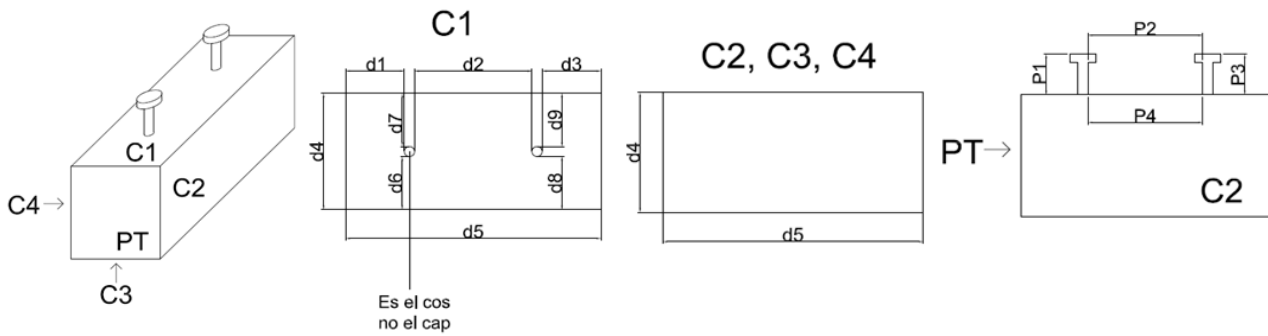 C1
C2
C4
PT
C3
C1
d1
d2
d3
d4
d7
d9
d6
d8
d5
Es el cos
no el cap
C2, C3, C4
d4
d5
P2
P1
P3
P4
PT
C2